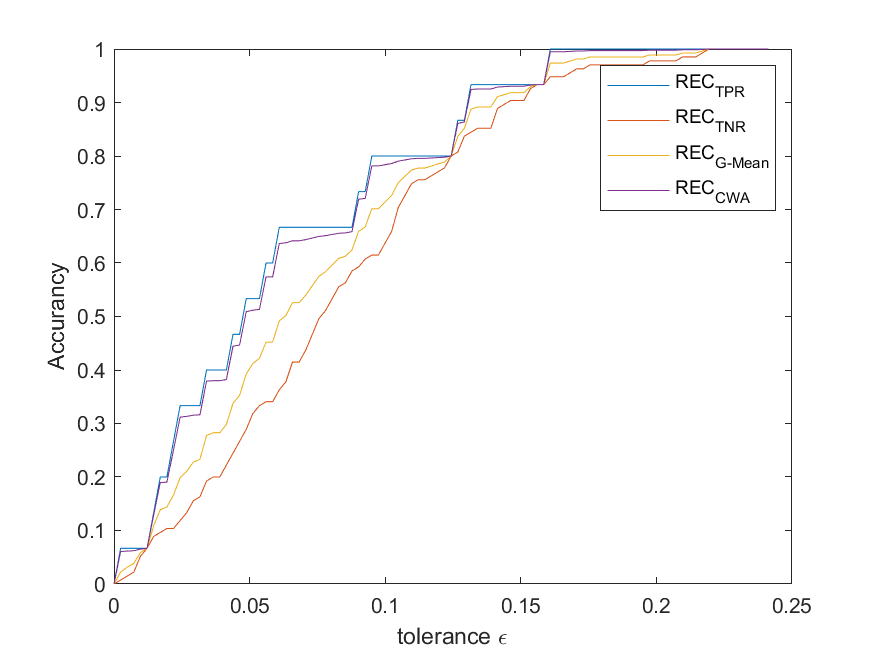 1
0.9
0.8
0.7
0.6
0.5
0.4
0.3
0.2
0.1
0
Accurancy
REC_TPR
REC_TNR
REC_G-Mean
REC_CWA
0 0.05 0.1 0.15 0.2 0.25
tolerance ϵ